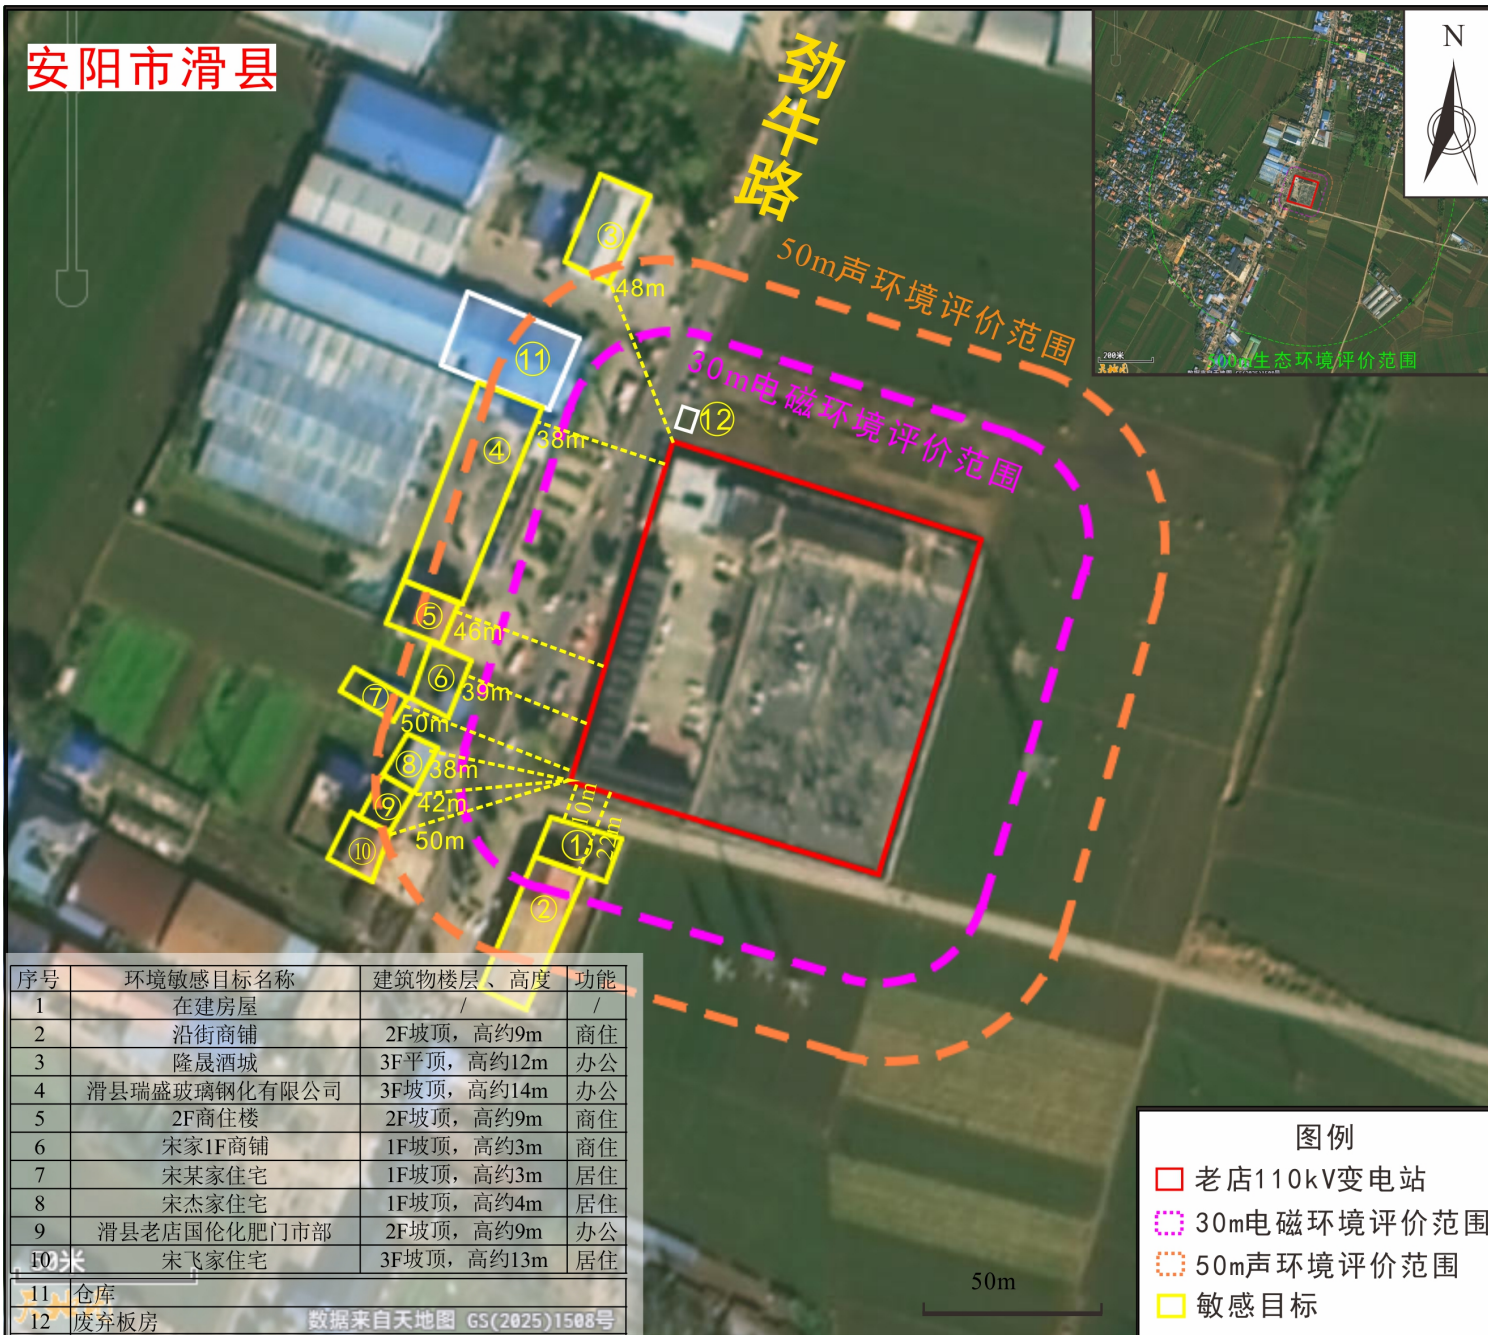 安阳市滑县
劲牛路
N
200米
500m生态环境评价范围
50m声环境评价范围
30m电磁环境评价范围
③
48m
⑪
⑫
④
38m
⑤
46m
⑥
39m
⑦
50m
⑧
38m
⑨
42m
⑩
50m
10m
22m
①
②
序号 环境敏感目标名称 建筑物楼层、高度 功能
1 在建房屋 / /
2 沿街商铺 2F坡顶，高约9m 商住
3 隆晟酒城 3F平顶，高约12m 办公
4 滑县瑞盛玻璃钢化有限公司 3F坡顶，高约14m 办公
5 2F商住楼 2F坡顶，高约9m 商住
6 宋家1F商铺 1F坡顶，高约3m 商住
7 宋某家住宅 1F坡顶，高约3m 居住
8 宋杰家住宅 1F坡顶，高约4m 居住
9 滑县老店国伦化肥门市部 2F坡顶，高约9m 办公
10 宋飞家住宅 3F坡顶，高约13m 居住
11 仓库
12 废弃板房
50米
天地图
数据来自天地图 GS(2025)1508号
50m
图例
老店110kV变电站
30m电磁环境评价范围
50m声环境评价范围
敏感目标